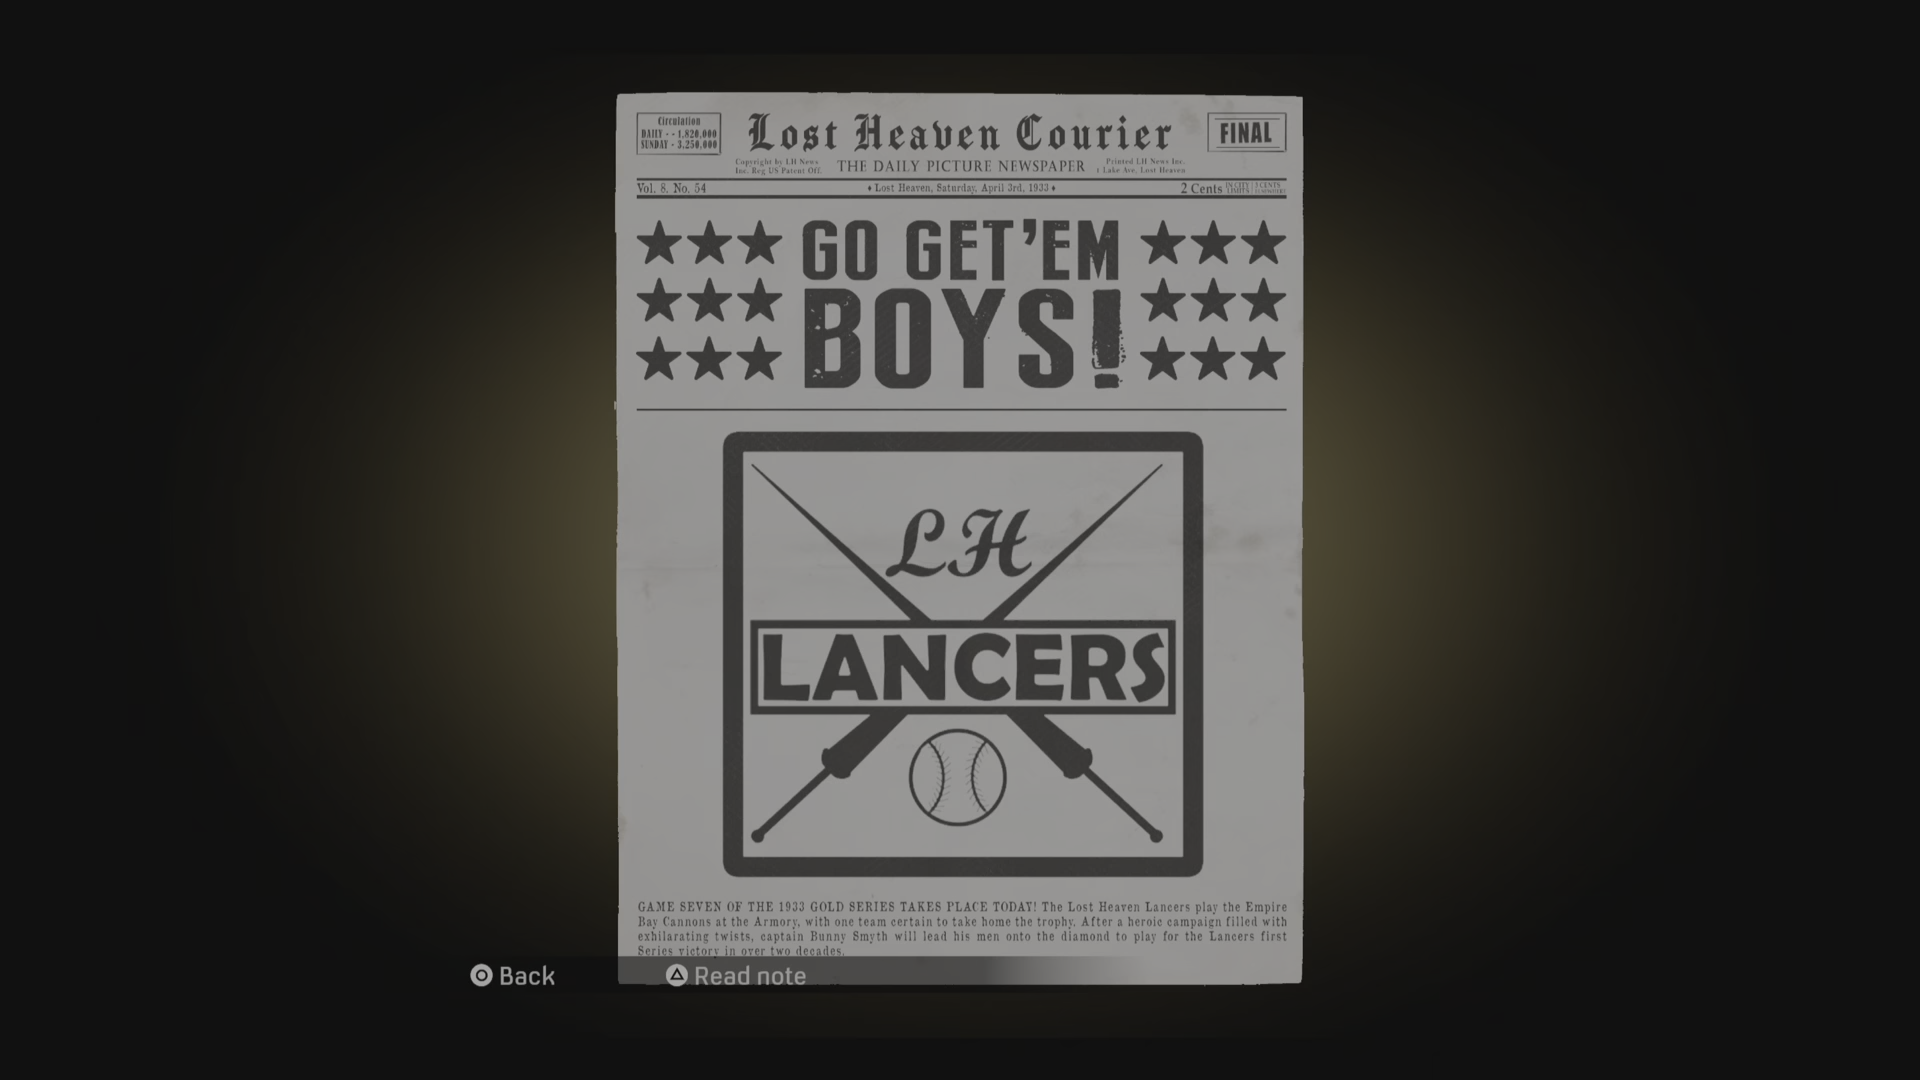 Circulation
DAILY - - 1,820,000
SUNDAY - 3,250,000
Lost Heaven Courier
FINAL
Copyright by LH News
Inc. Reg US Patent Off.
THE DAILY PICTURE NEWSPAPER
Printed LH News Inc.
1 Lake Ave, Lost Heaven
Vol. 8. No. 54
♦ Lost Heaven, Saturday, April 3rd, 1933 ♦
2 Cents IN CITY LIMITS | 3 CENTS
GO GET'EM
BOYS!
LH
LANCERS
GAME SEVEN OF THE 1933 GOLD SERIES TAKES PLACE TODAY! The Lost Heaven Lancers play the Empire
Bay Cannons at the Armory, with one team certain to take home the trophy. After a heroic campaign filled with
exhilarating twists, captain Bunny Smyth will lead his men onto the diamond to play for the Lancers first
Series victory in over two decades.
Back
Read note